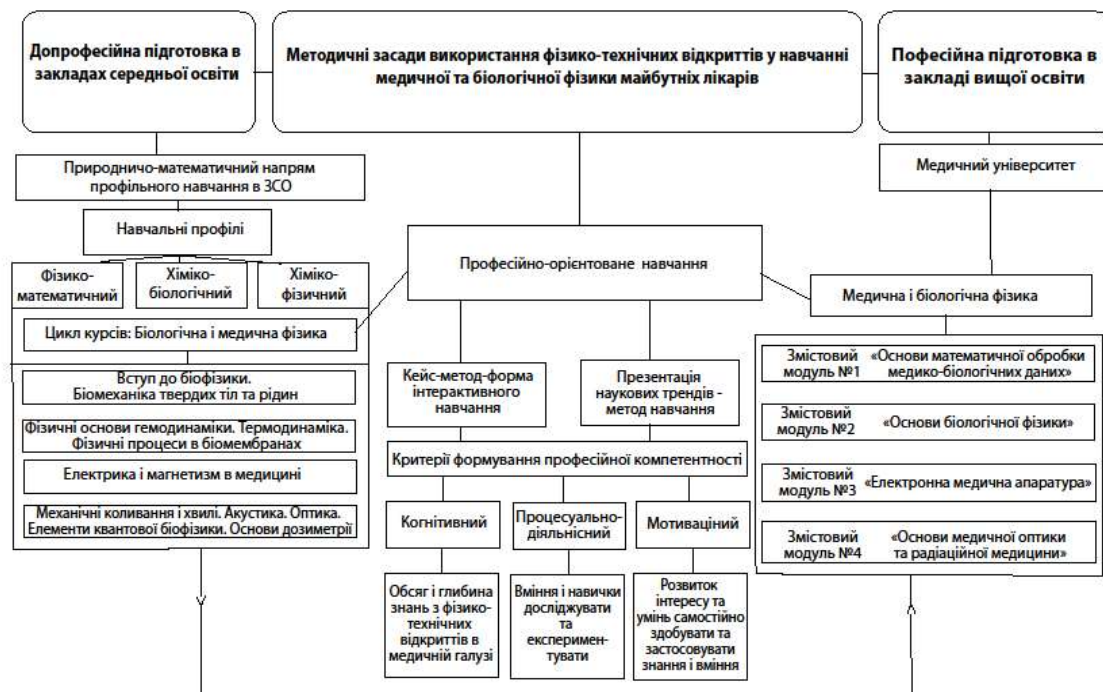 Допрофесійна підготовка в
закладах середньої освіти
Методичні засади використання фізико-технічних відкриттів у навчанні
медичної та біологічної фізики майбутніх лікарів
Пофесійна підготовка в
закладі вищої освіти
Природничо-математичний напрям
профільного навчання в ЗСО
Медичний університет
Навчальні профілі
Фізико-
математичний
Хіміко-
біологічний
Хіміко-
фізичний
Цикл курсів: Біологічна і медична фізика
Вступ до біофізики.
Біомеханіка твердих тіл та рідин
Фізичні основи гемодинаміки. Термодинаміка.
Фізичні процеси в біомембранах
Електрика і магнетизм в медицині
Механічні коливання і хвилі. Акустика. Оптика.
Елементи квантової біофізики. Основи дозиметрії
Професійно-орієнтоване навчання
Кейс-метод-форма
інтерактивного
навчання
Презентація
наукових трендів -
метод навчання
Критерії формування професійної компетентності
Когнітивний
Процесуально-
діяльнісний
Мотиваціний
Обсяг і глибина
знань з фізико-
технічних
відкриттів в
медичній галузі
Вміння і навички
досліджувати
та
експеримен-
тувати
Розвиток
інтересу та
умінь самостійно
здобувати та
застосовувати
знання і вміння
Медична і біологічна фізика
Змістовий «Основи математичної обробки
модуль №1 медико-біологічних даних»
Змістовий
модуль №2 «Основи біологічної фізики»
Змістовий
модуль №3 «Електронна медична апаратура»
Змістовий «Основи медичної оптики
модуль №4 та радіаційної медицини»